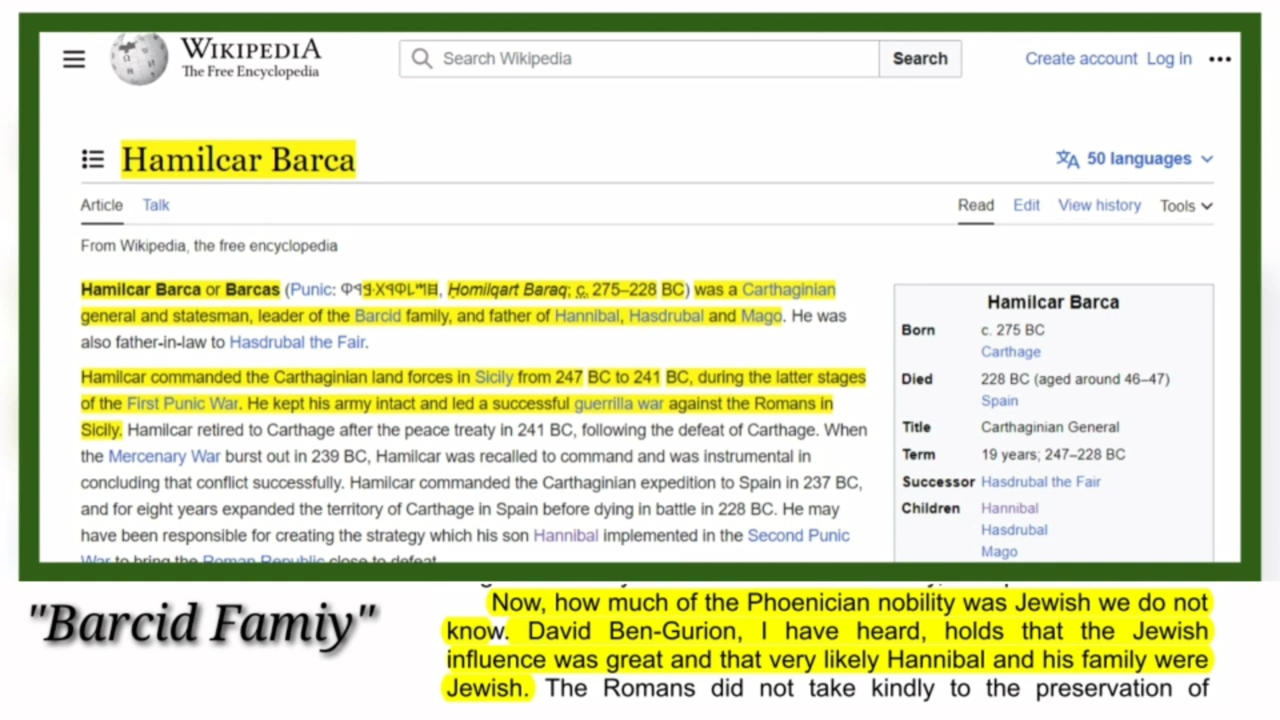 WIKIPEDIA
The Free Encyclopedia
Search Wikipedia
Search
Create account Log in
Hamilcar Barca
50 languages
Article Talk
Read Edit View history Tools
From Wikipedia, the free encyclopedia
Hamilcar Barca or Barcas (Punic: , Ḥomilqart Baraq; c. 275–228 BC) was a Carthaginian
general and statesman, leader of the Barcid family, and father of Hannibal, Hasdrubal and Mago. He was
also father-in-law to Hasdrubal the Fair.
Hamilcar commanded the Carthaginian land forces in Sicily from 247 BC to 241 BC, during the latter stages
of the First Punic War. He kept his army intact and led a successful guerrilla war against the Romans in
Sicily. Hamilcar retired to Carthage after the peace treaty in 241 BC, following the defeat of Carthage. When
the Mercenary War burst out in 239 BC, Hamilcar was recalled to command and was instrumental in
concluding that conflict successfully. Hamilcar commanded the Carthaginian expedition to Spain in 237 BC,
and for eight years expanded the territory of Carthage in Spain before dying in battle in 228 BC. He may
have been responsible for creating the strategy which his son Hannibal implemented in the Second Punic
War to bring the Roman Republic close to defeat.
Hamilcar Barca
Born c. 275 BC
Carthage
Died 228 BC (aged around 46–47)
Spain
Title Carthaginian General
Term 19 years; 247–228 BC
Successor Hasdrubal the Fair
Children Hannibal
Hasdrubal
Mago
"Barcid Famiy"
Now, how much of the Phoenician nobility was Jewish we do not
know. David Ben-Gurion, I have heard, holds that the Jewish
influence was great and that very likely Hannibal and his family were
Jewish. The Romans did not take kindly to the preservation of